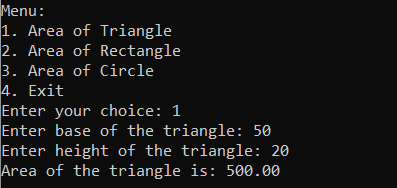 Menu:
1. Area of Triangle
2. Area of Rectangle
3. Area of Circle
4. Exit
Enter your choice: 1
Enter base of the triangle: 50
Enter height of the triangle: 20
Area of the triangle is: 500.00